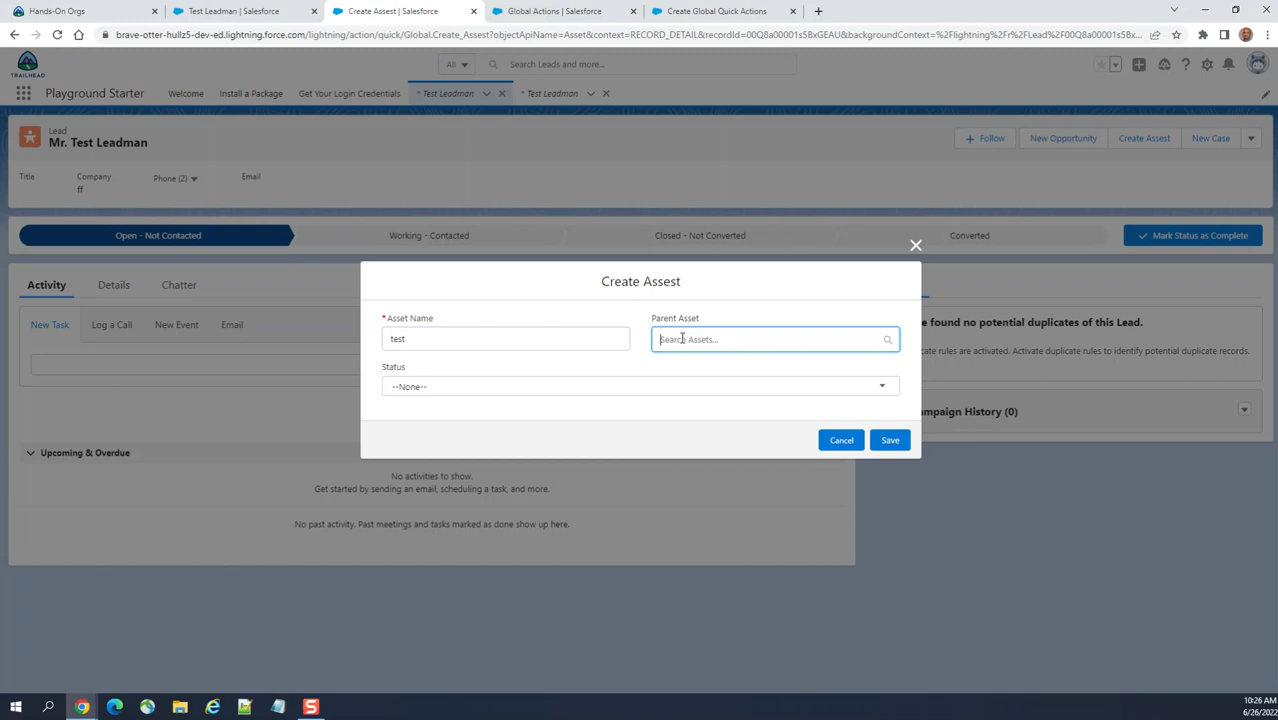 Hands-On Orgs
Test Leadman | Salesforce
Create Assest | Salesforce
Global Actions | Salesforce
Create Global Quick Actions
brave-otter-hullz5-dev-ed.lightning.force.com/lightning/action/quick/Global.Create_Assest?objectApiName=Asset&context=RECORD_DETAIL&recordId=00Q8a00001s5BxGEAU&backgroundContext=%2Flightning%2Fr%2FLead%2F00Q8a00001s5Bx...
TRAILHEAD
All
Search Leads and more...
Playground Starter
Welcome
Install a Package
Get Your Login Credentials
* Test Leadman
* Test Leadman
Lead
Mr. Test Leadman
+ Follow
New Opportunity
Create Assest
New Case
Title
Company
Phone (2)
Email
ff
Open - Not Contacted
Working - Contacted
Closed - Not Converted
Converted
Mark Status as Complete
Activity
Details
Chatter
New Task
Log a Call
New Event
Email
e found no potential duplicates of this Lead.
ate rules are activated. Activate duplicate rules to identify potential duplicate records.
mpaign History (0)
Create Assest
* Asset Name
Parent Asset
test
Search Assets...
Status
--None--
Cancel
Save
Upcoming & Overdue
No activities to show.
Get started by sending an email, scheduling a task, and more.
No past activity. Past meetings and tasks marked as done show up here.
10:26 AM
6/26/2022